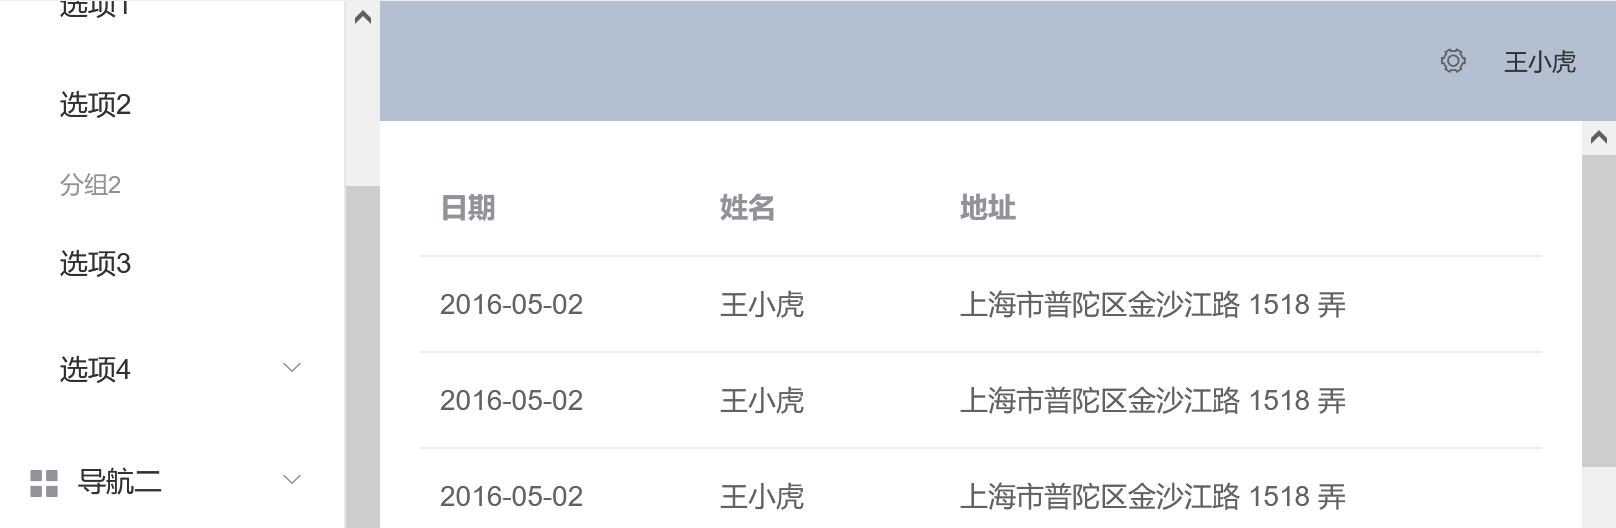 选项1
选项2
分组2
选项3
选项4
导航二
王小虎
日期 姓名 地址
2016-05-02 王小虎 上海市普陀区金沙江路 1518 弄
2016-05-02 王小虎 上海市普陀区金沙江路 1518 弄
2016-05-02 王小虎 上海市普陀区金沙江路 1518 弄